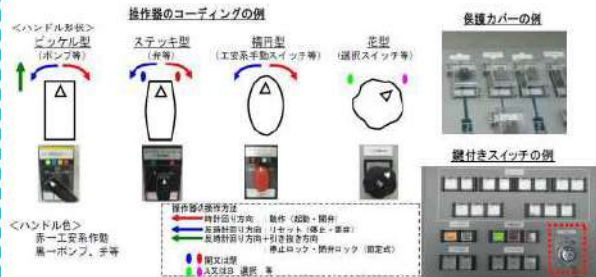 操作器のコーディングの例
<ハンドル形状>
ピッケル型
(ポンプ等)
ステッキ型
(弁等)
楕円型
(工安系手動スイッチ等)
花型
(選択スイッチ等)
<ハンドル色>
赤―工安系作動
黒―ポンプ、弁等
操作器の操作方法
時計回り方向 : 動作(起動・開弁)
反時計回り方向 : リセット(停止・閉弁)
反時計回り方向+引き抜き方向
: 停止ロック・閉弁ロック(固定式)
開又は閉
A又はB 選択 等
保護カバーの例
鍵付きスイッチの例